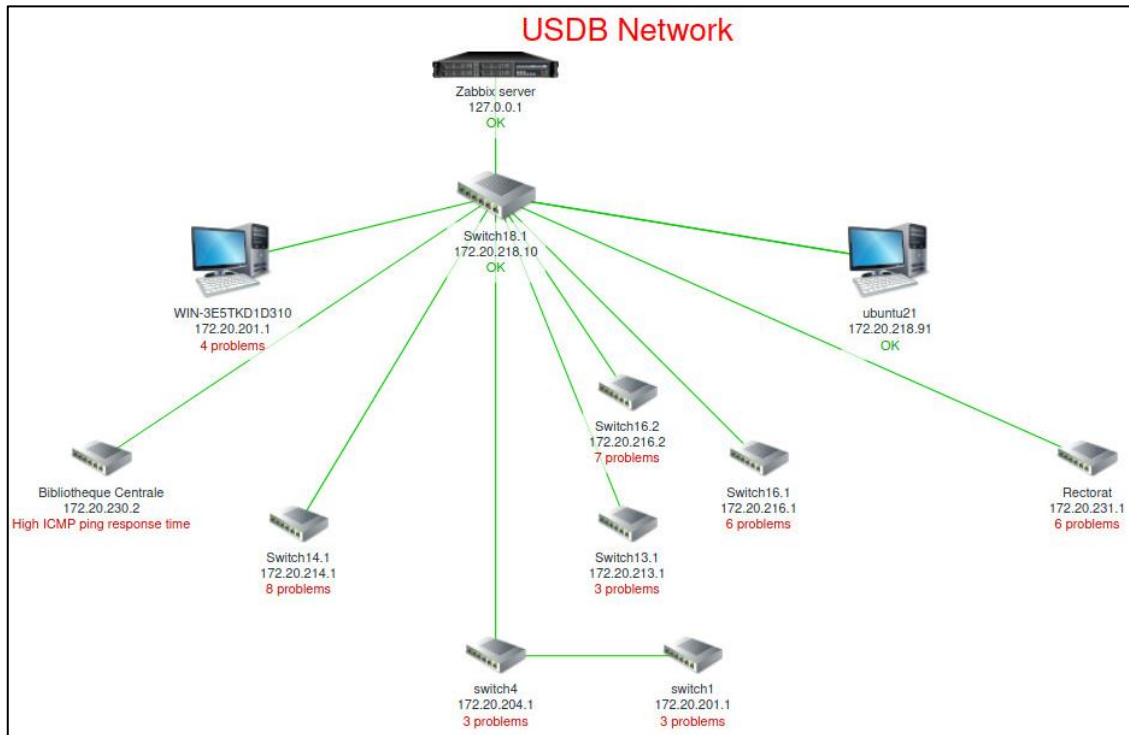 USDB Network
Zabbix server
127.0.0.1
OK
Switch18.1
172.20.218.10
OK
WIN-3E5TKD1D310
172.20.201.1
4 problems
ubuntu21
172.20.218.91
OK
Switch16.2
172.20.216.2
7 problems
Bibliotheque Centrale
172.20.230.2
High ICMP ping response time
Switch16.1
172.20.216.1
6 problems
Rectorat
172.20.231.1
6 problems
Switch14.1
172.20.214.1
8 problems
Switch13.1
172.20.213.1
3 problems
switch4
172.20.204.1
3 problems
switch1
172.20.201.1
3 problems